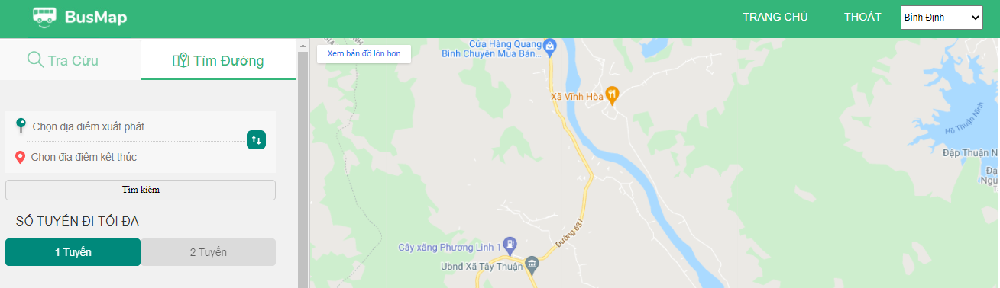 BusMap
TRANG CHỦ
THOÁT
Bình Định
Tra Cứu
Tìm Đường
Chọn địa điểm xuất phát
Chọn địa điểm kết thúc
Tìm kiếm
SỐ TUYẾN ĐI TỐI ĐA
1 Tuyến
2 Tuyến
Xem bản đồ lớn hơn
Cửa Hàng Quang
Bình Chuyên Mua Bán...
Xã Vĩnh Hòa
Hồ Thuận Ninh
Đập Thuận N
Đường 637
Cây xăng Phương Linh 1
Ubnd Xã Tây Thuận